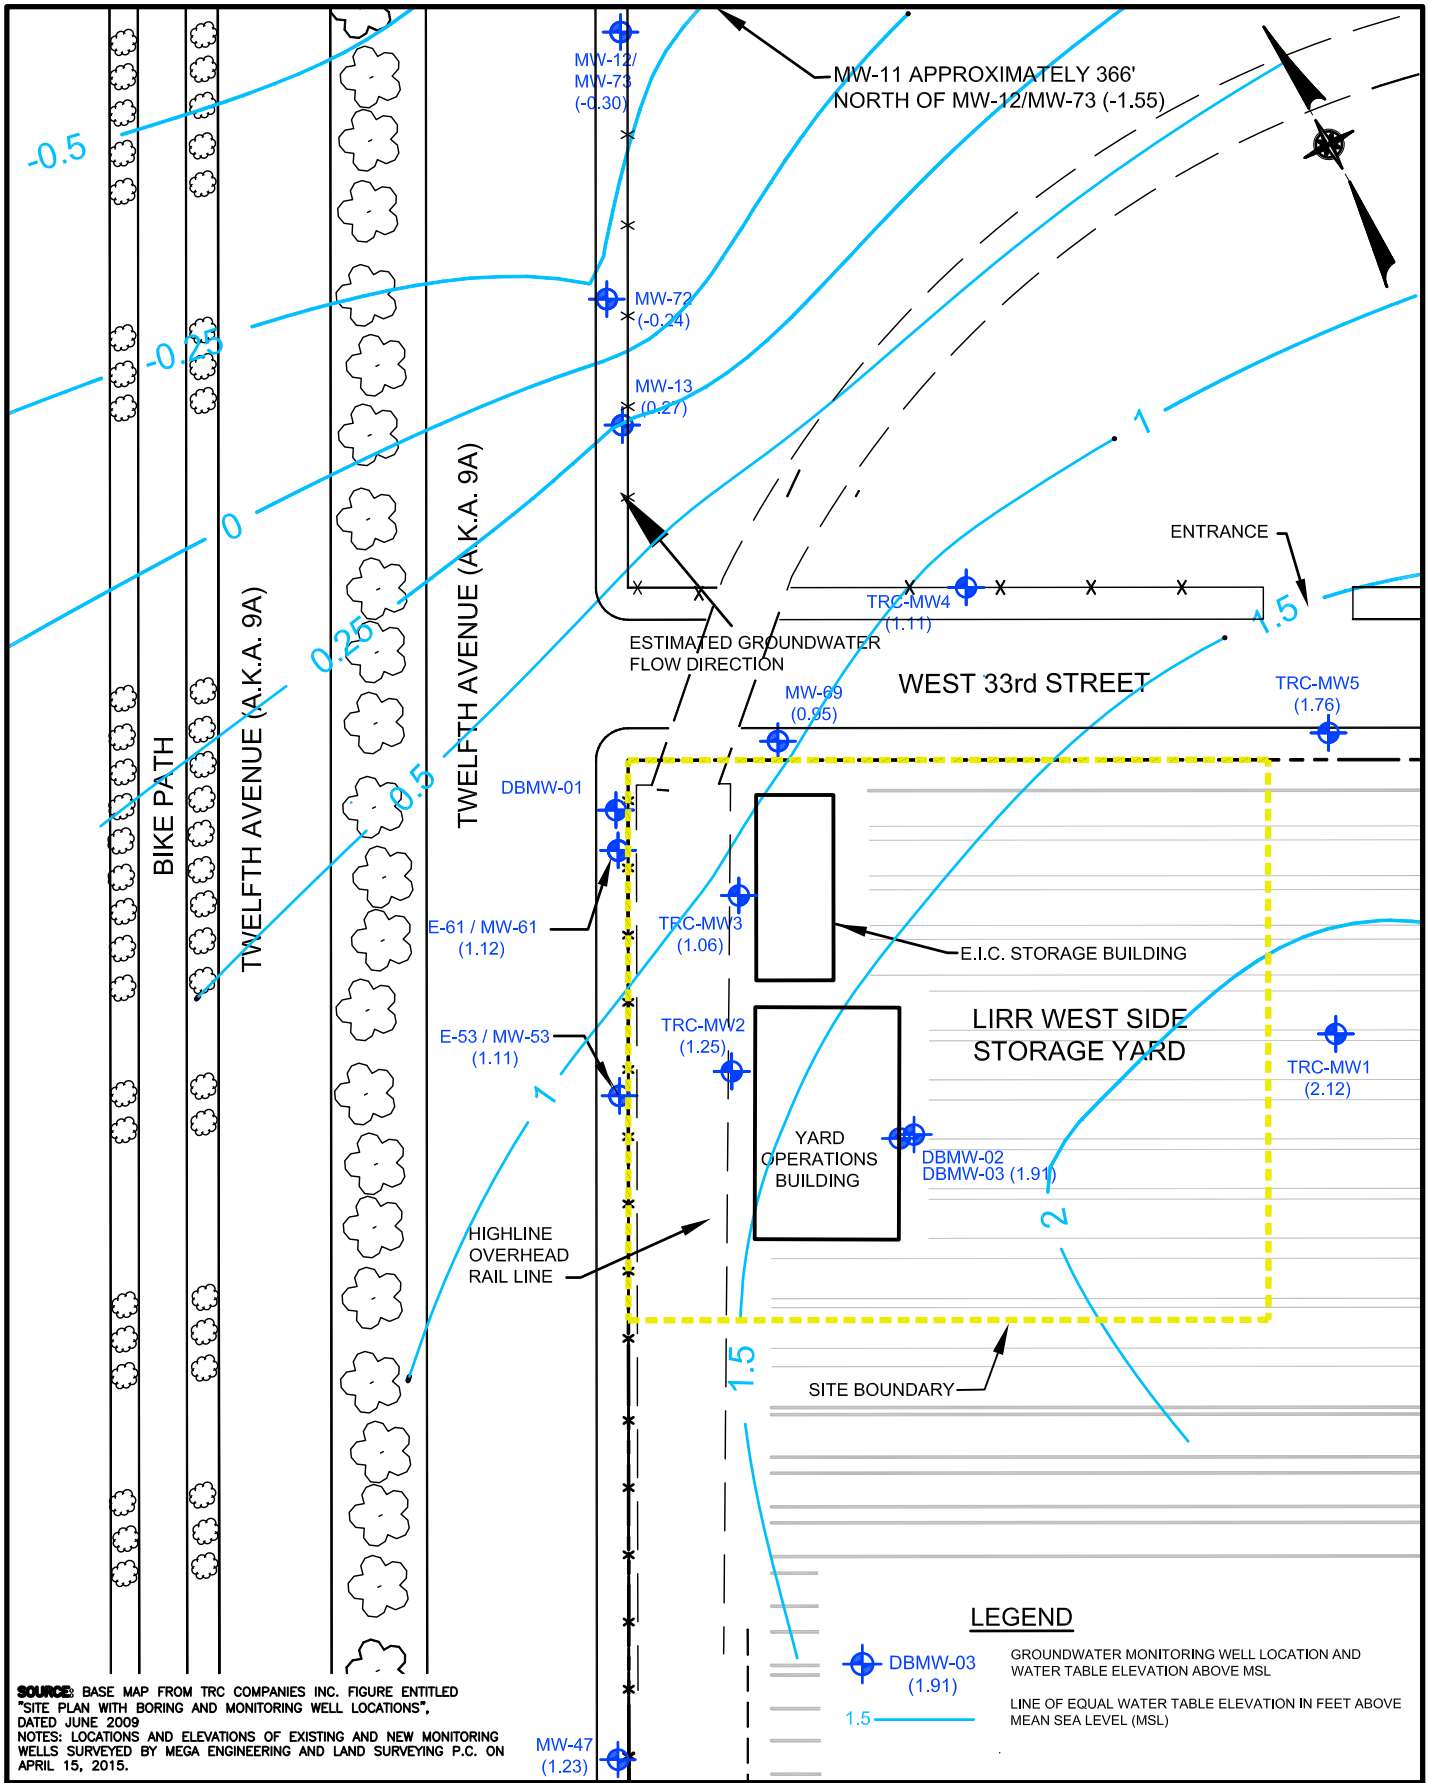 MW-12/
MW-73
(-0.30)
MW-11 APPROXIMATELY 366'
NORTH OF MW-12/MW-73 (-1.55)
-0.5
MW-72
(-0.24)
-0.25
MW-13
(0.27)
1
TWELFTH AVENUE (A.K.A. 9A)
0
ENTRANCE
TRC-MW4
(1.11)
1.5
0.25
ESTIMATED GROUNDWATER
FLOW DIRECTION
WEST 33rd STREET
MW-69
(0.95)
TRC-MW5
(1.76)
TWELFTH AVENUE (A.K.A. 9A)
BIKE PATH
0.5
DBMW-01
E-61 / MW-61
(1.12)
TRC-MW3
(1.06)
E.I.C. STORAGE BUILDING
LIRR WEST SIDE
STORAGE YARD
E-53 / MW-53
(1.11)
TRC-MW2
(1.25)
TRC-MW1
(2.12)
1
YARD
OPERATIONS
BUILDING
DBMW-02
DBMW-03 (1.91)
2
HIGHLINE
OVERHEAD
RAIL LINE
1.5
SITE BOUNDARY
LEGEND
DBMW-03
(1.91)
GROUNDWATER MONITORING WELL LOCATION AND
WATER TABLE ELEVATION ABOVE MSL
1.5
LINE OF EQUAL WATER TABLE ELEVATION IN FEET ABOVE
MEAN SEA LEVEL (MSL)
SOURCE: BASE MAP FROM TRC COMPANIES INC. FIGURE ENTITLED
"SITE PLAN WITH BORING AND MONITORING WELL LOCATIONS",
DATED JUNE 2009
NOTES: LOCATIONS AND ELEVATIONS OF EXISTING AND NEW MONITORING
WELLS SURVEYED BY MEGA ENGINEERING AND LAND SURVEYING P.C. ON
APRIL 15, 2015.
MW-47
(1.23)